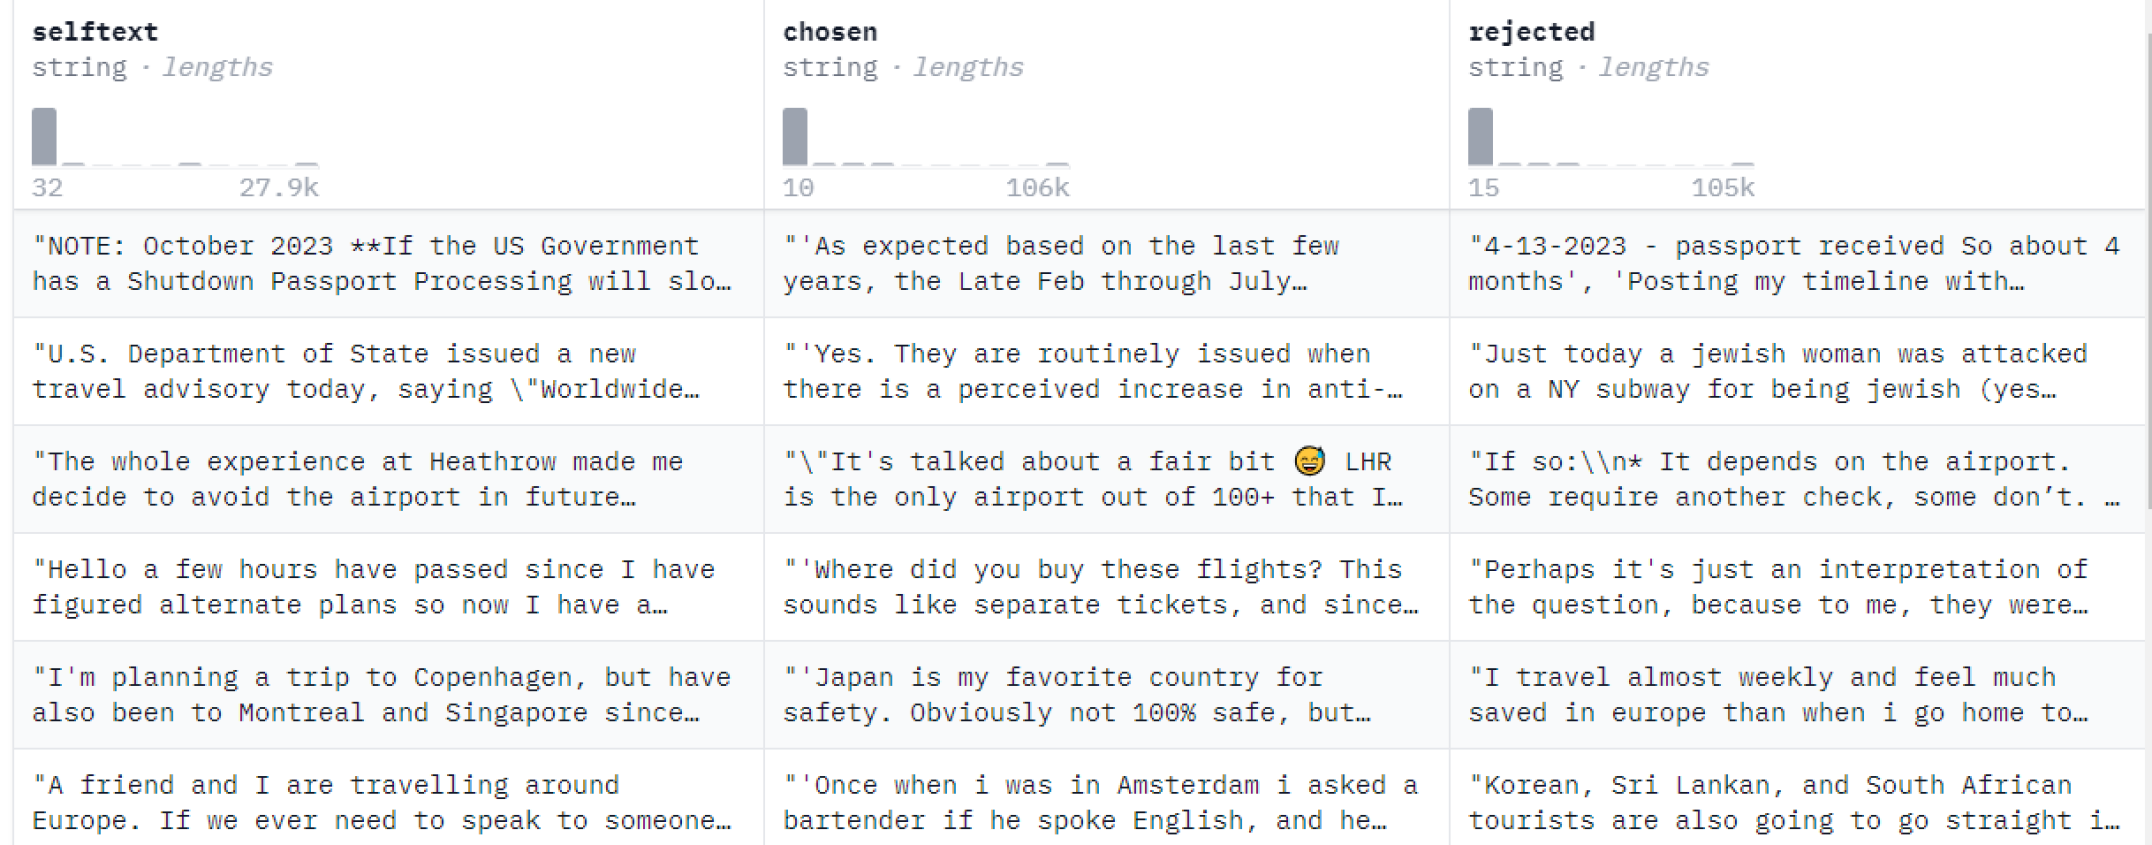 selftext
string · lengths
32 27.9k
chosen
string · lengths
10 106k
rejected
string · lengths
15 105k
"NOTE: October 2023 **If the US Government
has a Shutdown Passport Processing will slo…
"'As expected based on the last few
years, the Late Feb through July…
"4-13-2023 - passport received So about 4
months', 'Posting my timeline with…
"U.S. Department of State issued a new
travel advisory today, saying \"Worldwide…
"'Yes. They are routinely issued when
there is a perceived increase in anti-…
"Just today a jewish woman was attacked
on a NY subway for being jewish (yes…
"The whole experience at Heathrow made me
decide to avoid the airport in future…
"\"It's talked about a fair bit 😅 LHR
is the only airport out of 100+ that I…
"If so:\\n* It depends on the airport.
Some require another check, some don’t. …
"Hello a few hours have passed since I have
figured alternate plans so now I have a…
"'Where did you buy these flights? This
sounds like separate tickets, and since…
"Perhaps it's just an interpretation of
the question, because to me, they were…
"I'm planning a trip to Copenhagen, but have
also been to Montreal and Singapore since…
"'Japan is my favorite country for
safety. Obviously not 100% safe, but…
"I travel almost weekly and feel much
saved in europe than when i go home to…
"A friend and I are travelling around
Europe. If we ever need to speak to someone…
"'Once when i was in Amsterdam i asked a
bartender if he spoke English, and he…
"Korean, Sri Lankan, and South African
tourists are also going to go straight i…